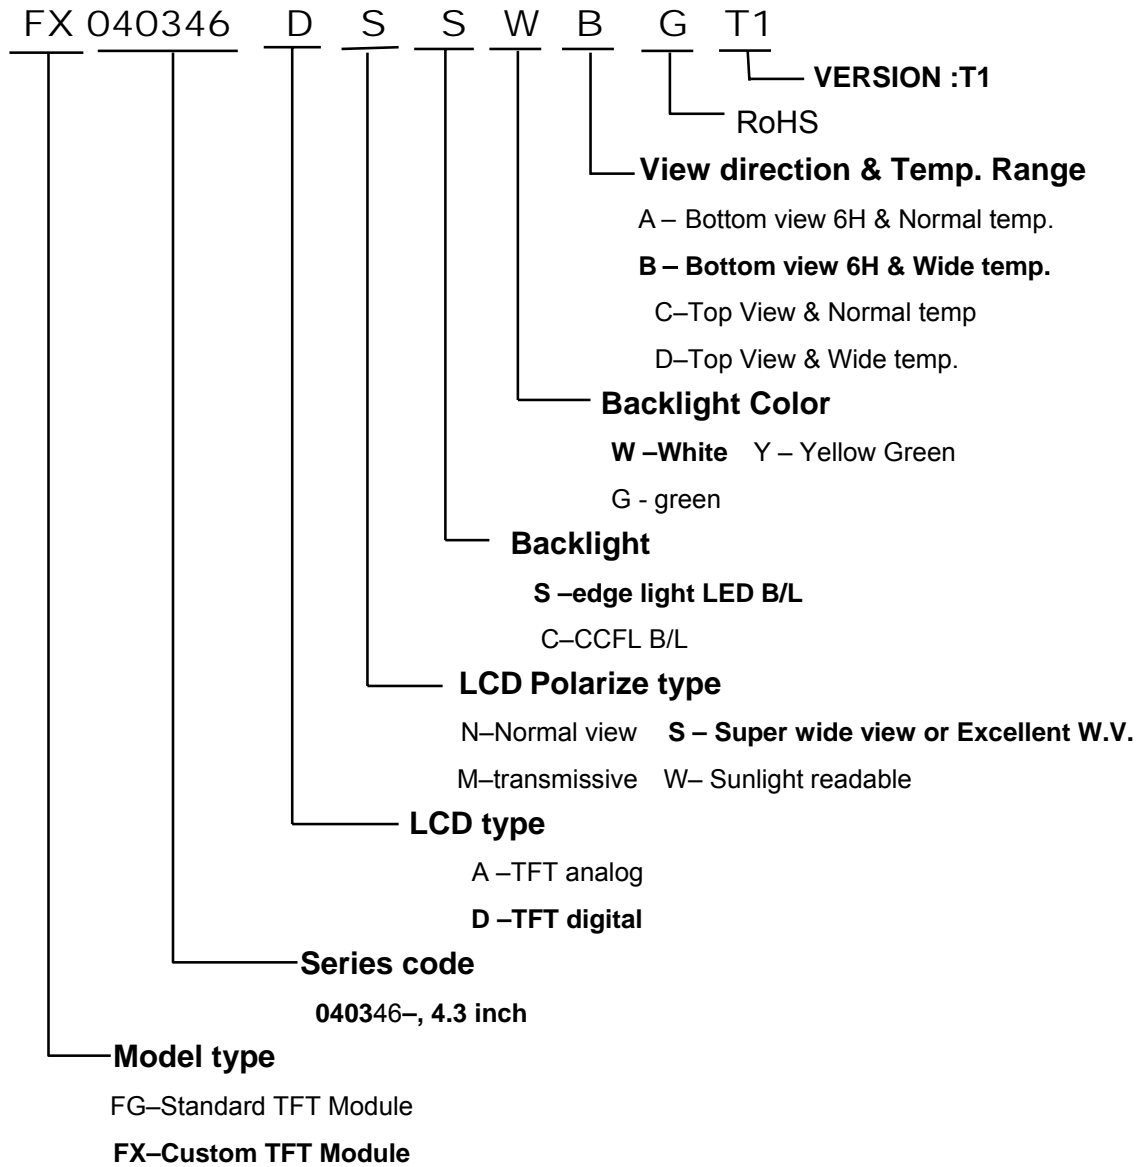 FX 040346 D S S W B G T1
VERSION :T1
RoHS
View direction & Temp. Range
A – Bottom view 6H & Normal temp.
B – Bottom view 6H & Wide temp.
C–Top View & Normal temp
D–Top View & Wide temp.
Backlight Color
W –White Y – Yellow Green
G - green
Backlight
S –edge light LED B/L
C–CCFL B/L
LCD Polarize type
N–Normal view S – Super wide view or Excellent W.V.
M–transmissive W– Sunlight readable
LCD type
A –TFT analog
D –TFT digital
Series code
040346–, 4.3 inch
Model type
FG–Standard TFT Module
FX–Custom TFT Module